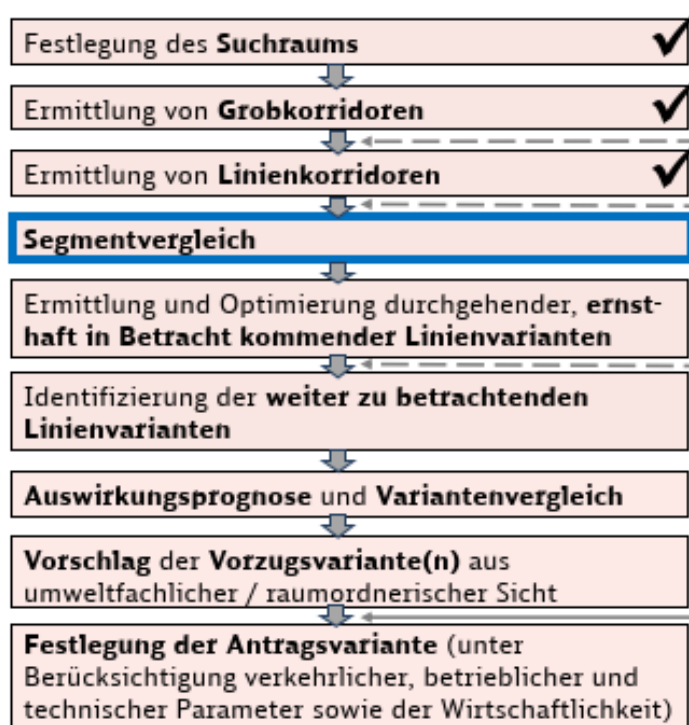 Festlegung des Suchraums
Ermittlung von Grobkorridoren
Ermittlung von Linienkorridoren
Segmentvergleich
Ermittlung und Optimierung durchgehender, ernst-
haft in Betracht kommender Linienvarianten
Identifizierung der weiter zu betrachtenden
Linienvarianten
Auswirkungsprognose und Variantenvergleich
Vorschlag der Vorzugsvariante(n) aus
umweltfachlicher / raumordnerischer Sicht
Festlegung der Antragsvariante (unter
Berücksichtigung verkehrlicher, betrieblicher und
technischer Parameter sowie der Wirtschaftlichkeit)